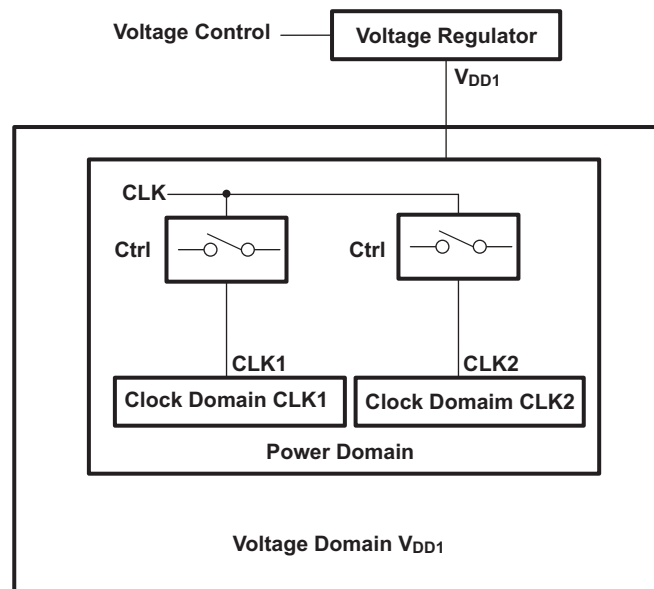 Voltage Control
Voltage Regulator
VDD1
CLK
Ctrl
Ctrl
CLK1
CLK2
Clock Domain CLK1
Clock Domaim CLK2
Power Domain
Voltage Domain VDD1